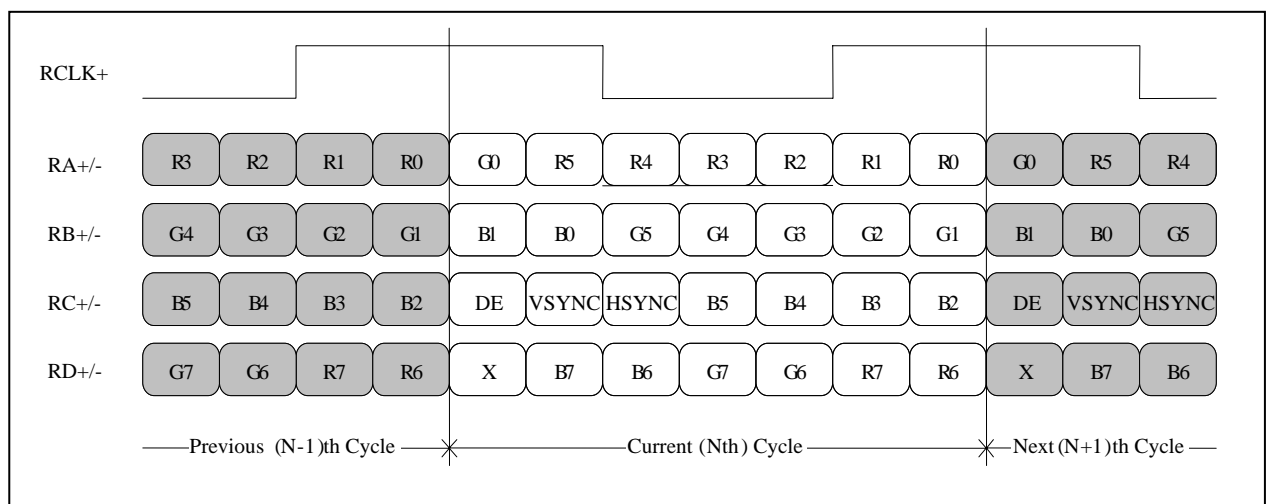 RCLK+
RA+/- R3 R2 R1 R0 G0 R5 R4 R3 R2 R1 R0 G0 R5 R4
RB+/- G4 G3 G2 G1 B1 B0 G5 G4 G3 G2 G1 B1 B0 G5
RC+/- B5 B4 B3 B2 DE VSYNC HSYNC B5 B4 B3 B2 DE VSYNC HSYNC
RD+/- G7 G6 R7 R6 X B7 B6 G7 G6 R7 R6 X B7 B6
Previous (N-1)th Cycle Current (Nth) Cycle Next (N+1)th Cycle